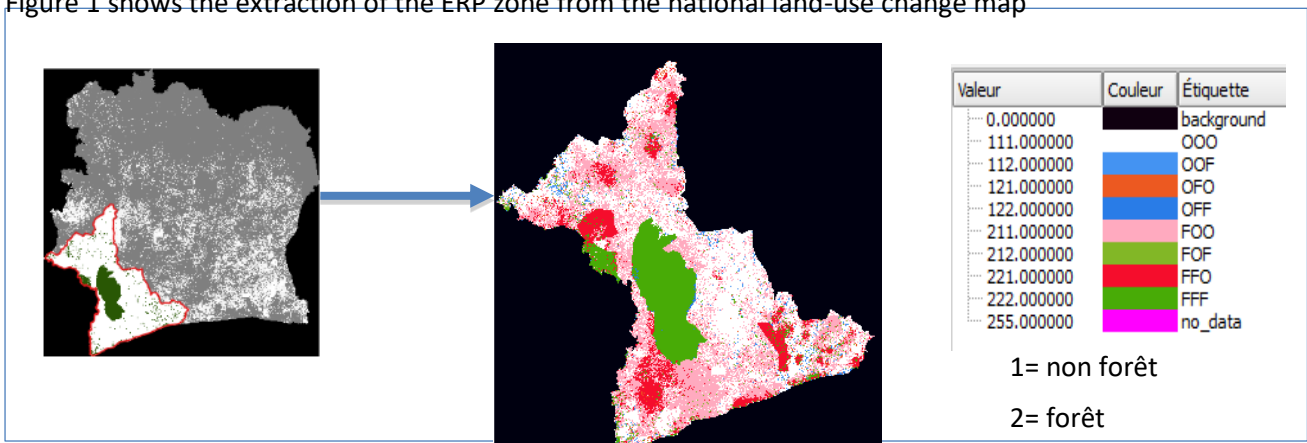 Figure 1 shows the extraction of the ERP zone from the national land-use change map
Valeur Couleur Étiquette
0.000000 background
111.000000 OOO
112.000000 OOF
121.000000 OFO
122.000000 OFF
211.000000 FOO
212.000000 FOF
221.000000 FFO
222.000000 FFF
255.000000 no_data
1= non forêt
2= forêt